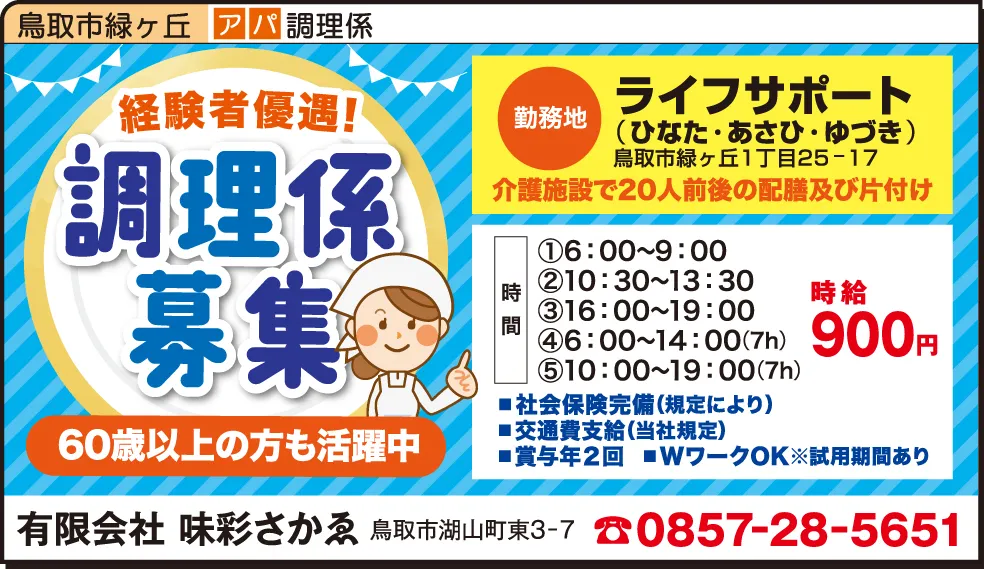 鳥取市緑ヶ丘 アパ 調理係
経験者優遇!
調理係
募集
60歳以上の方も活躍中
勤務地
ライフサポート
(ひなた・あさひ・ゆづき)
鳥取市緑ヶ丘1丁目25-17
介護施設で20人前後の配膳及び片付け
時間
①6:00〜9:00
②10:30〜13:30
③16:00〜19:00
④6:00〜14:00(7h)
⑤10:00〜19:00(7h)
時給
900円
■社会保険完備(規定により)
■交通費支給(当社規定)
■賞与年2回 ■WワークOK※試用期間あり
有限会社 味彩さかゑ 鳥取市湖山町東3-7 ☎0857-28-5651